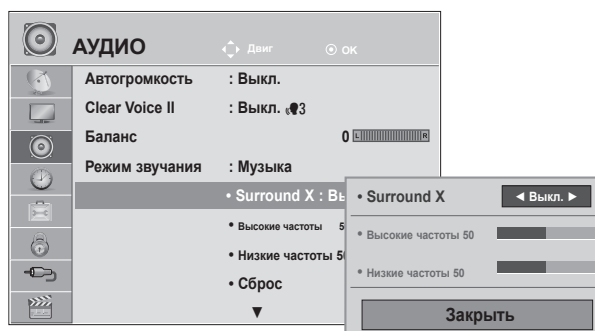 АУДИО
Двиг
ОК
Автогромкость : Выкл.
Clear Voice II : Выкл. 3
Баланс 0 L R
Режим звучания : Музыка
• Surround X : Вы
• Высокие частоты 5
• Низкие частоты 5
• Сброс
▼
• Surround X ◄ Выкл. ►
• Высокие частоты 50
• Низкие частоты 50
Закрыть